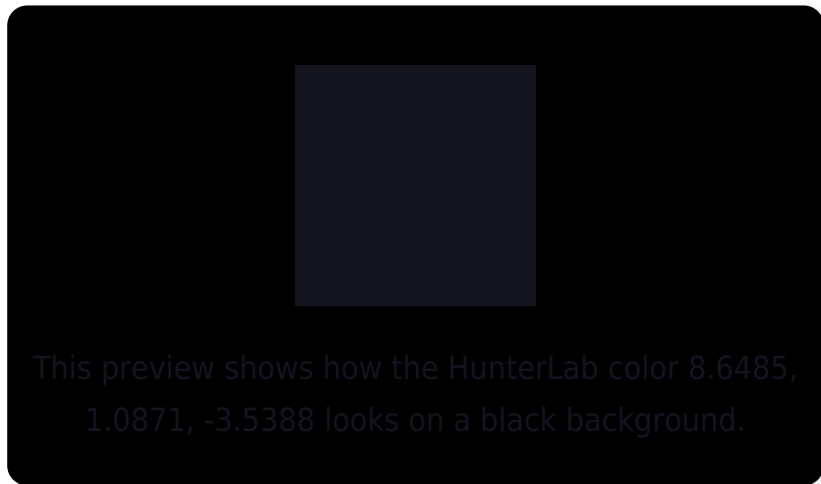 This preview shows how the HunterLab color 8.6485,
1.0871, -3.5388 looks on a black background.